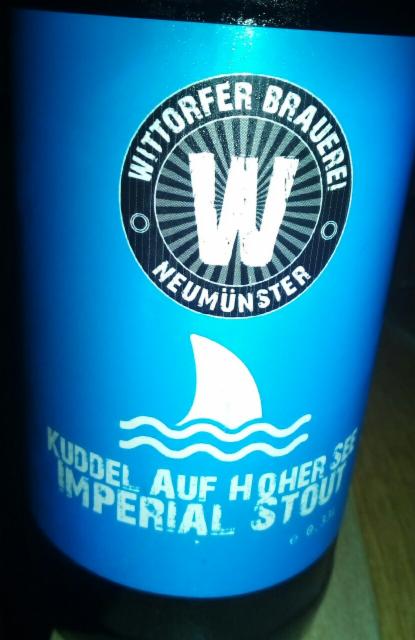 WITTORFER BRAUEREI
W
NEUMÜNSTER
KUDDEL AUF HOHER SEE
IMPERIAL STOUT